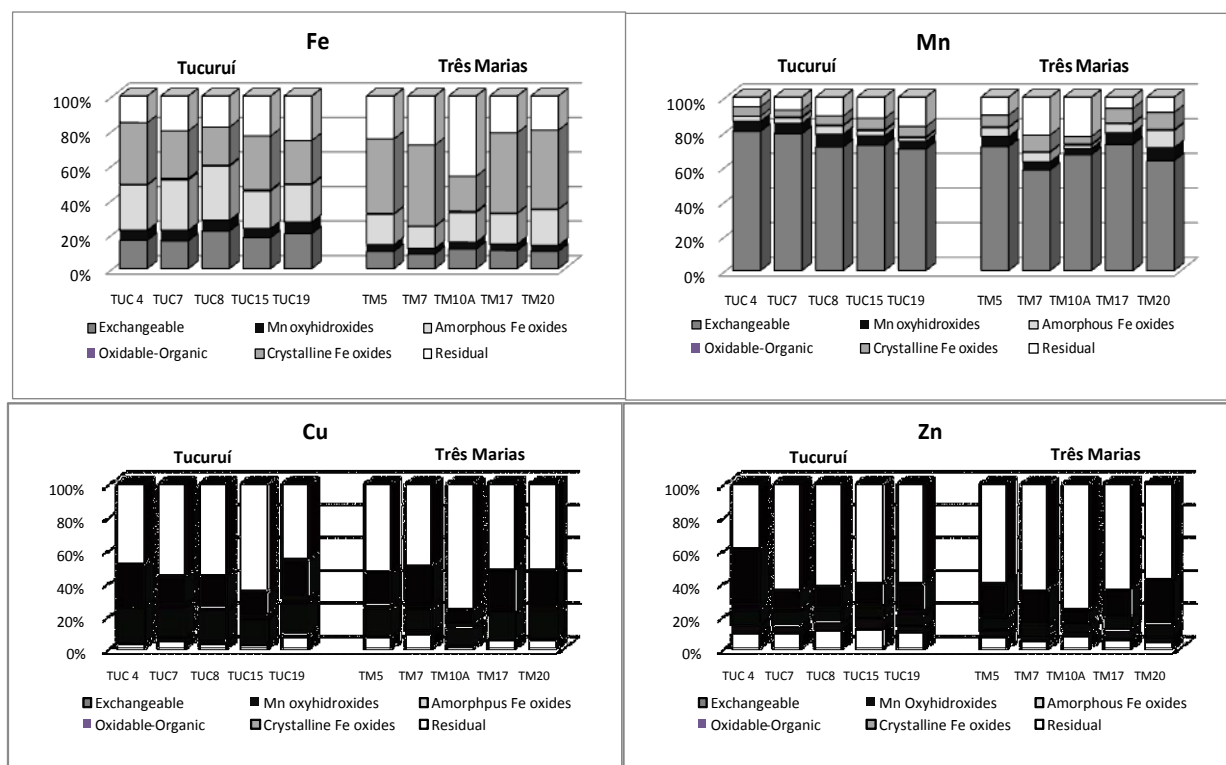 Fe
Tucuruí Três Marias
100%
80%
60%
40%
20%
0%
TUC 4 TUC7 TUC8 TUC15 TUC19 TM5 TM7 TM10A TM17 TM20
Exchangeable Mn oxyhidroxides Amorphous Fe oxides
Oxidable-Organic Crystalline Fe oxides Residual
Mn
Tucuruí Três Marias
100%
80%
60%
40%
20%
0%
TUC 4 TUC7 TUC8 TUC15 TUC19 TM5 TM7 TM10A TM17 TM20
Exchangeable Mn oxyhidroxides Amorphous Fe oxides
Oxidable-Organic Crystalline Fe oxides Residual
Cu
Tucuruí Três Marias
100%
80%
60%
40%
20%
0%
TUC 4 TUC7 TUC8 TUC15 TUC19 TM5 TM7 TM10A TM17 TM20
Exchangeable Mn oxyhidroxides Amorphpus Fe oxides
Oxidable-Organic Crystalline Fe oxides Residual
Zn
Tucuruí Três Marias
100%
80%
60%
40%
20%
0%
TUC 4 TUC7 TUC8 TUC15 TUC19 TM5 TM7 TM10A TM17 TM20
Exchangeable Mn Oxyhidroxides Amorphous Fe oxides
Oxidable-Organic Crystalline Fe oxides Residual